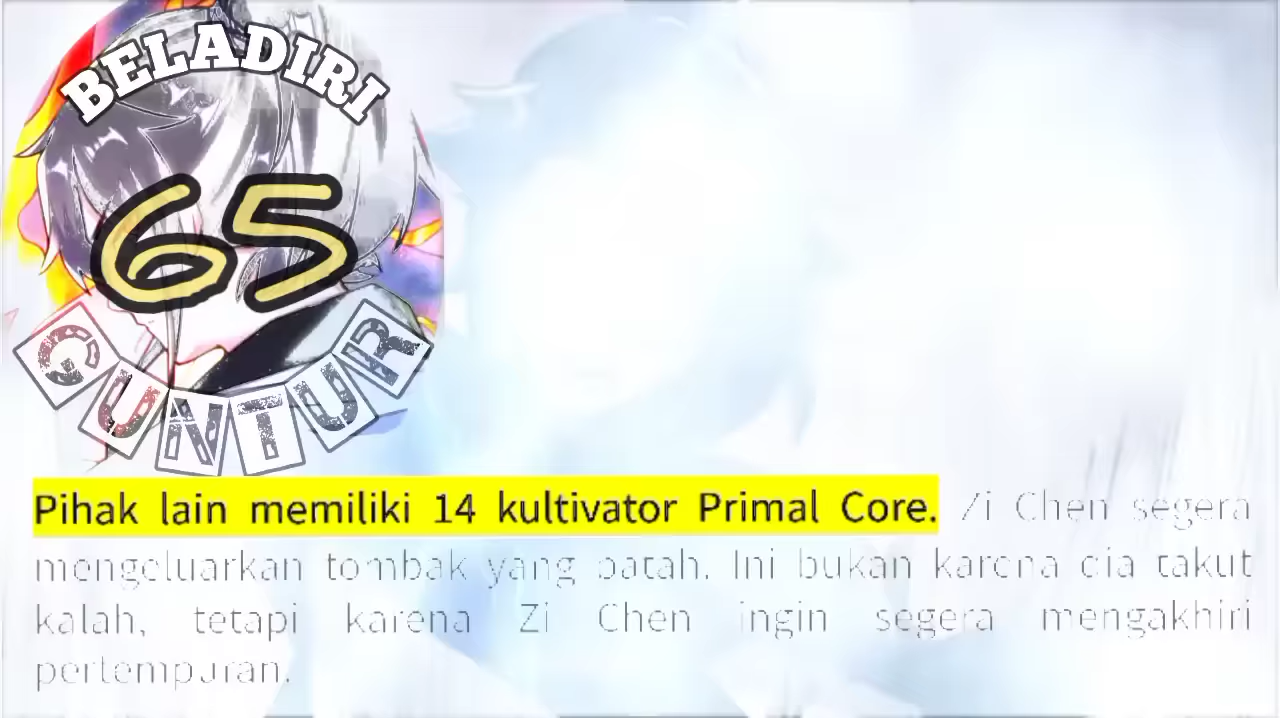 BELADIRI
65
GUNTUR
Pihak lain memiliki 14 kultivator Primal Core. Zi Chen segera
mengeluarkan tombak yang patah. Ini bukan karena dia takut
kalah, tetapi karena Zi Chen ingin segera mengakhiri
pertempuran.